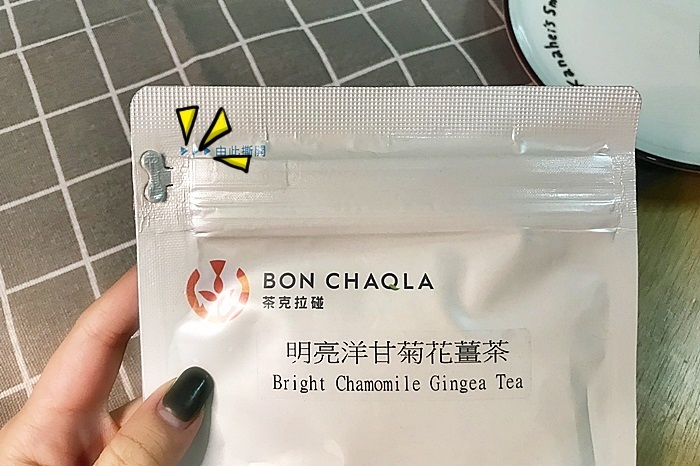 由此撕開
BON CHAQLA
茶克拉碰
明亮洋甘菊花薑茶
Bright Chamomile Gingea Tea